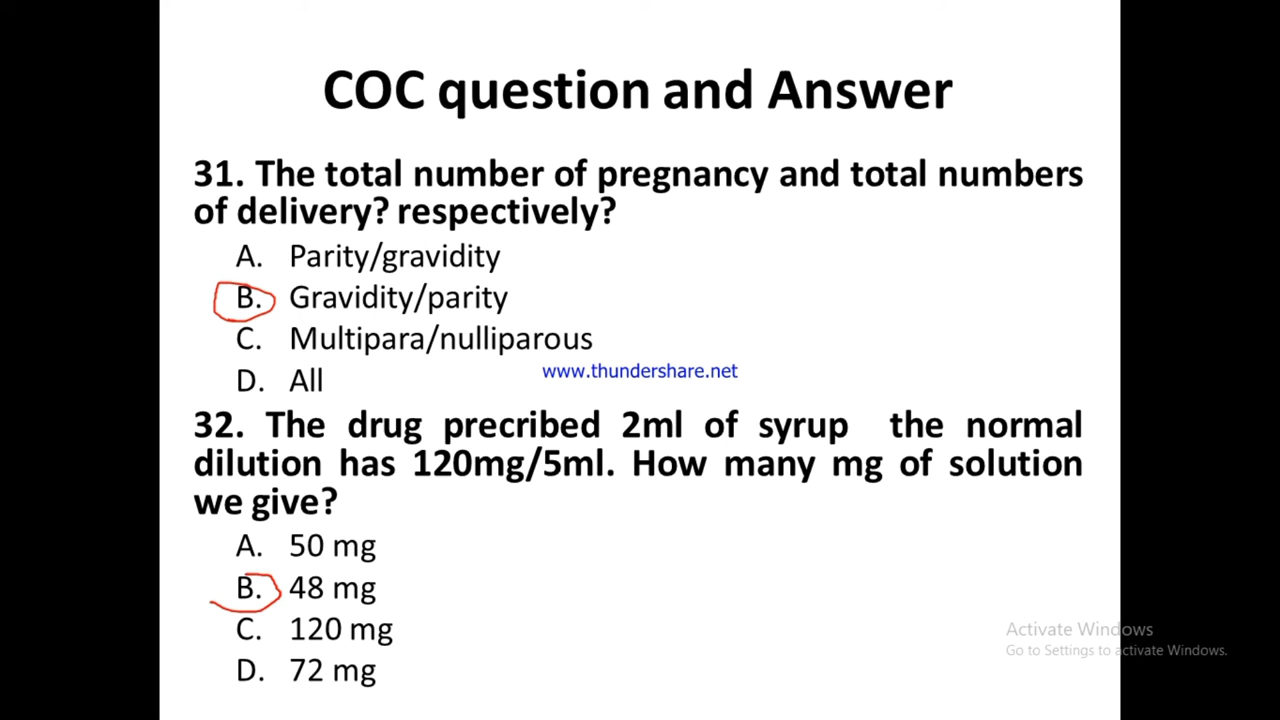 COC question and Answer
31. The total number of pregnancy and total numbers
of delivery? respectively?
A. Parity/gravidity
B. Gravidity/parity
C. Multipara/nulliparous
www.thundershare.net
D. All
32. The drug precribed 2ml of syrup the normal
dilution has 120mg/5ml. How many mg of solution
we give?
A. 50 mg
B. 48 mg
C. 120 mg
D. 72 mg
Activate Windows
Go to Settings to activate Windows.